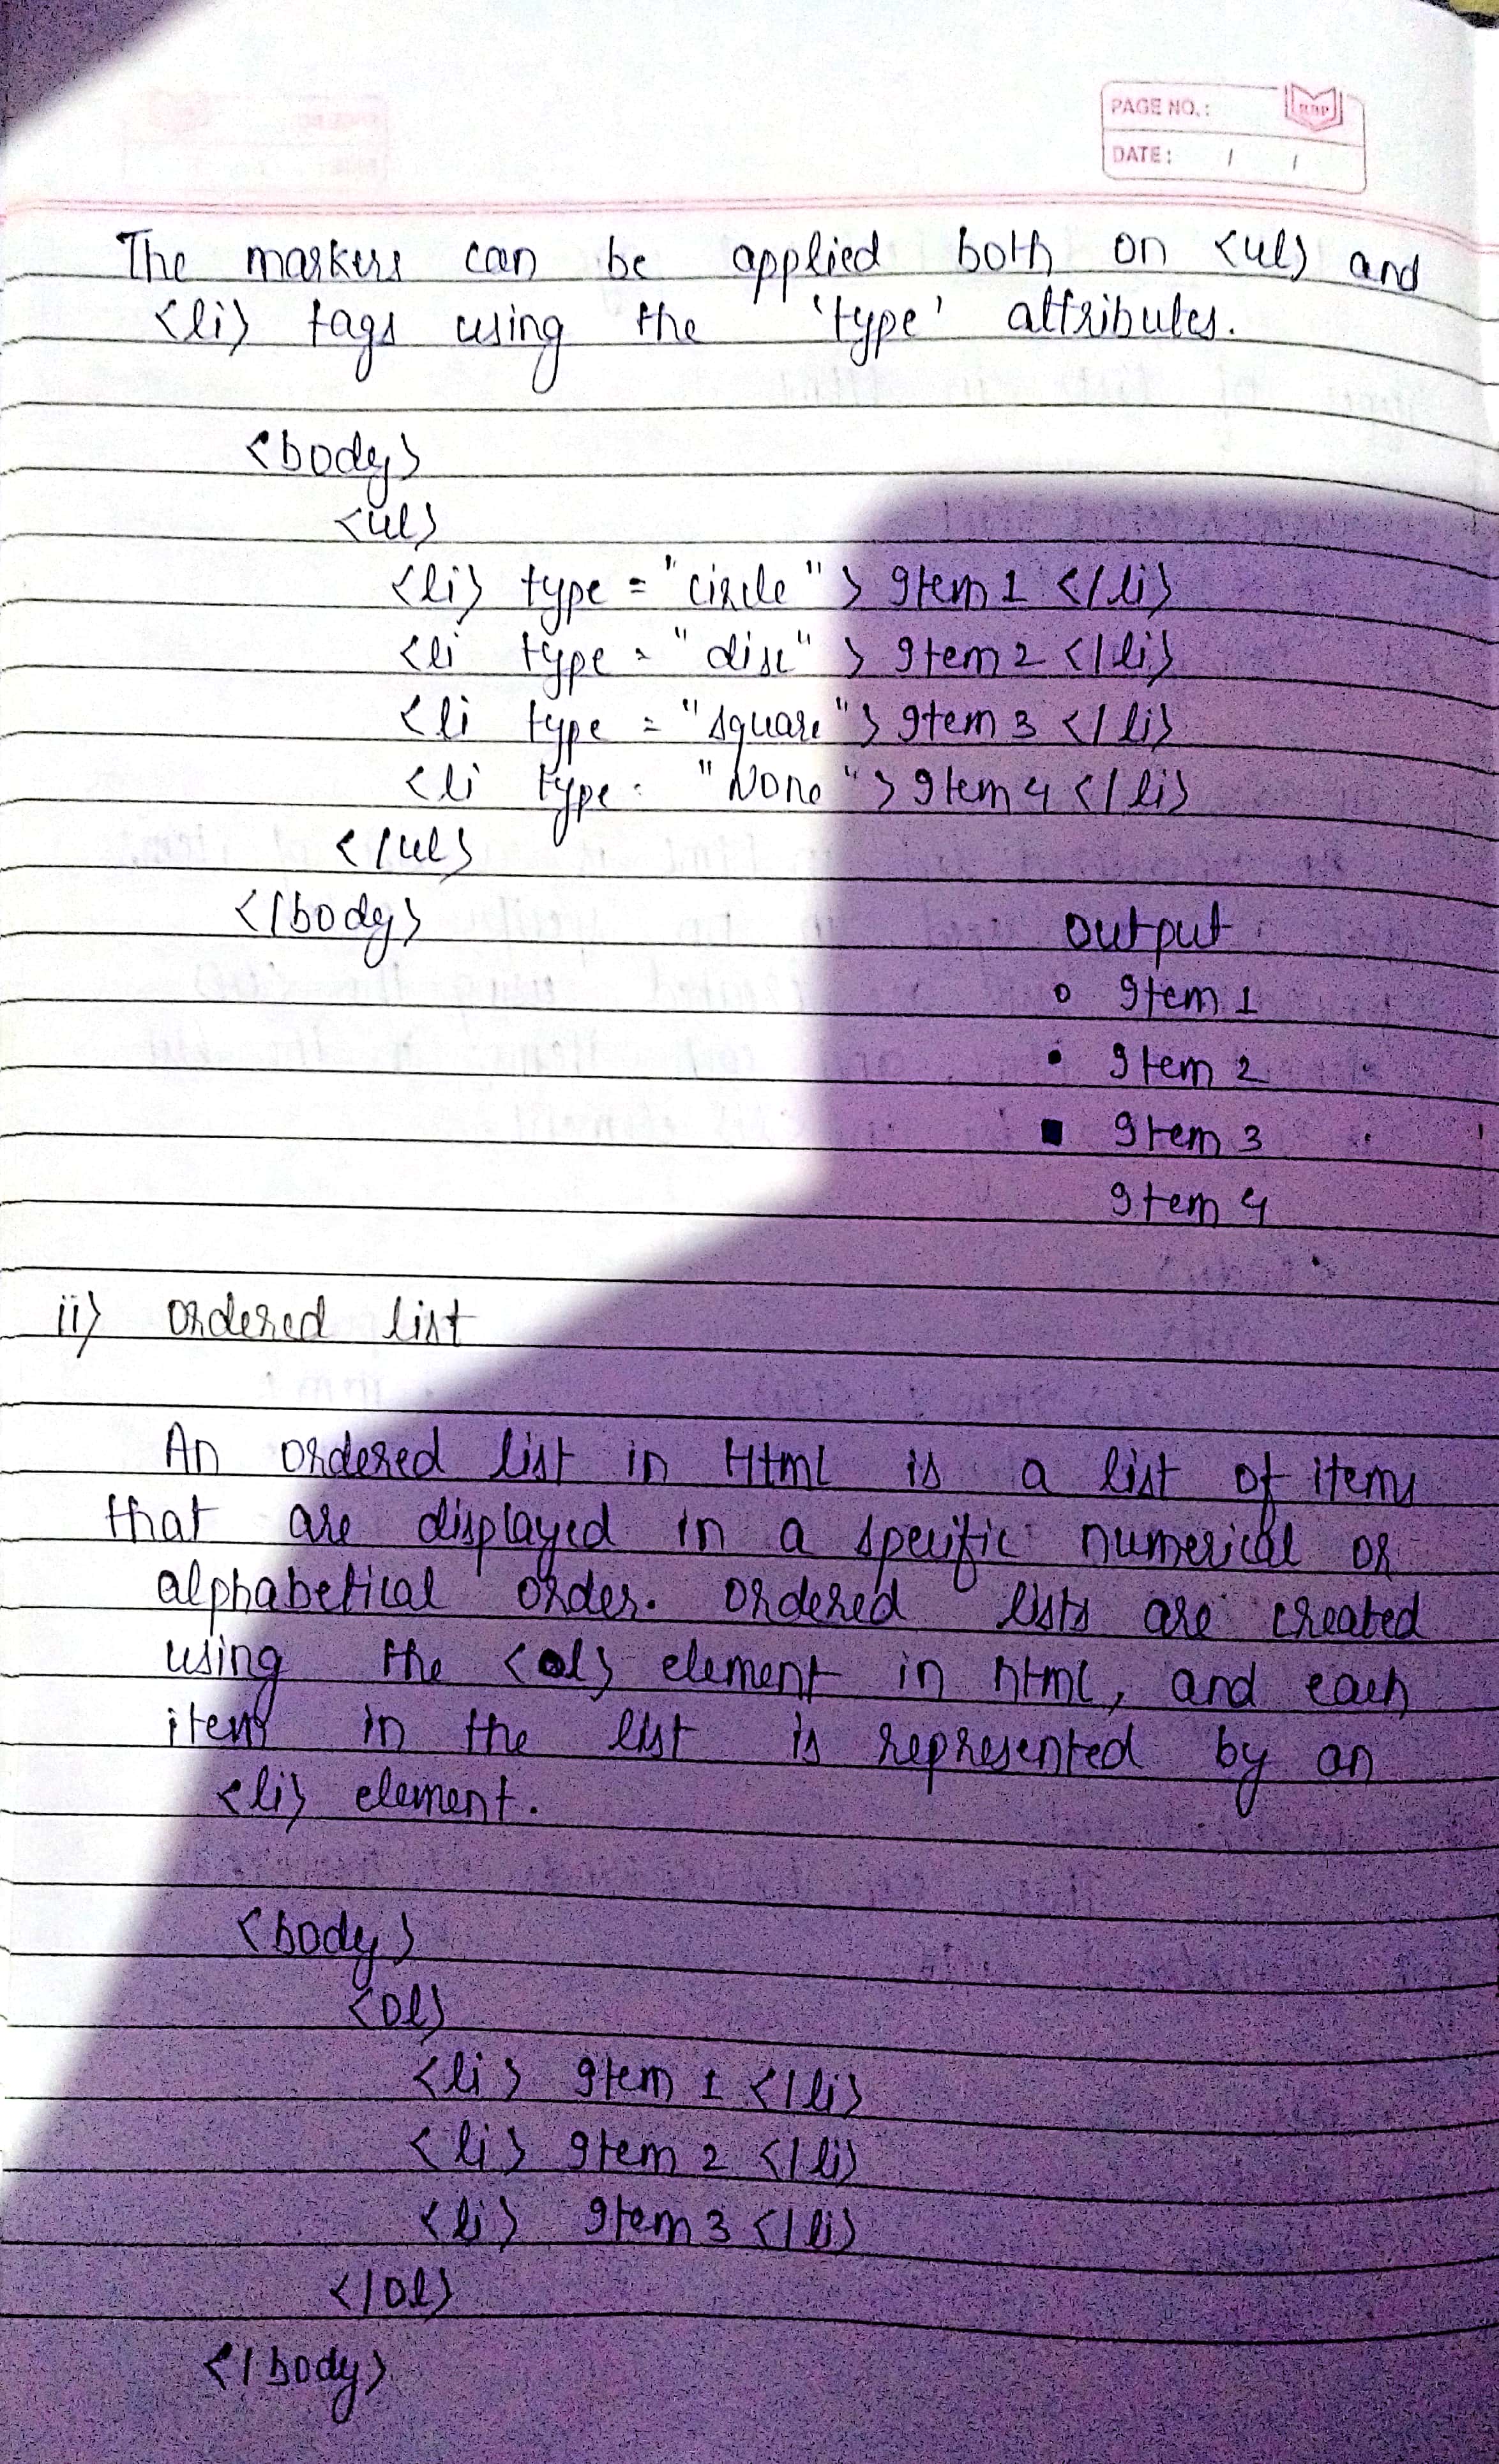 PAGE NO.:
DATE: / /
The markers can be applied both on <ul> and
<li> tags using the 'type' attributes.
<body>
<ul>
<li> type = "circle" > Item 1 </li>
<li type = "disc" > Item 2 </li>
<li type = "square" > Item 3 </li>
<li type = "None" > Item 4 </li>
</ul>
</body>
output
Item 1
Item 2
Item 3
Item 4
ii) ordered list
An ordered list in Html is a list of items
that are displayed in a specific numerical or
alphabetical order. ordered lists are created
using the <ol> element in html, and each
item in the list is represented by an
<li> element.
<body>
<ol>
<li> Item 1 </li>
<li> Item 2 </li>
<li> Item 3 </li>
</ol>
</body>